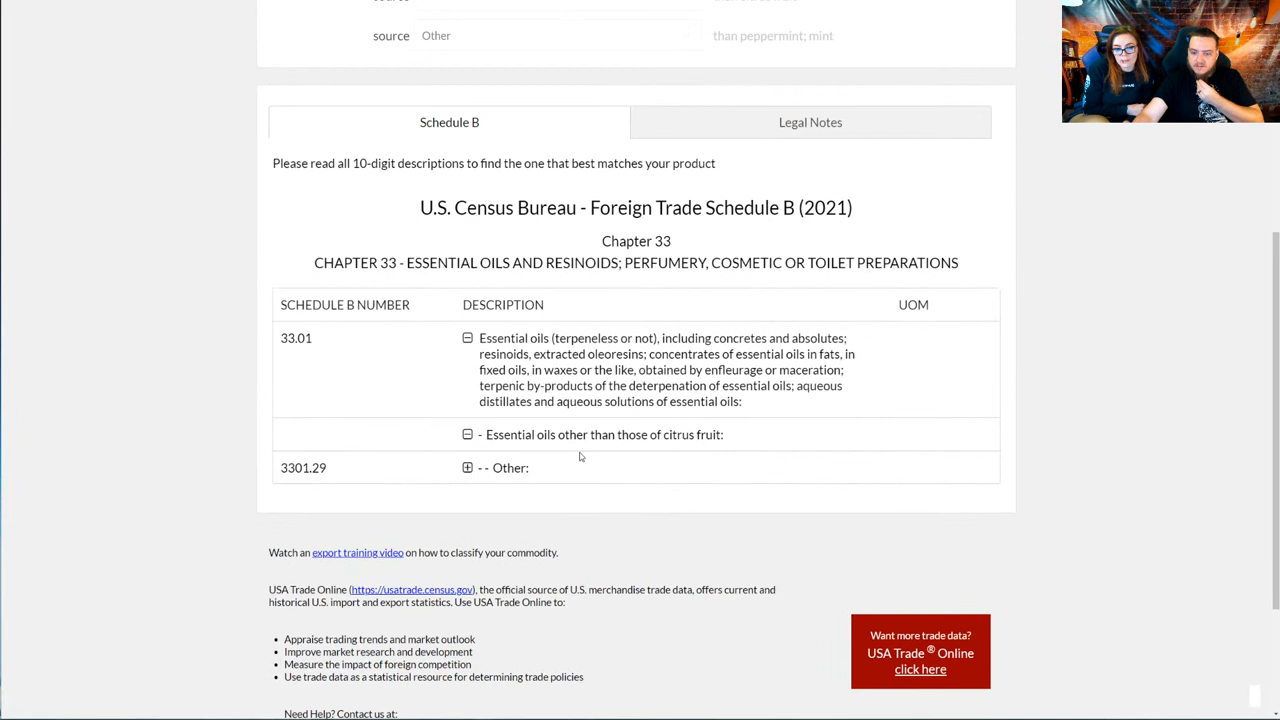 source
source Other than peppermint; mint
Schedule B
Legal Notes
Please read all 10-digit descriptions to find the one that best matches your product
U.S. Census Bureau - Foreign Trade Schedule B (2021)
Chapter 33
CHAPTER 33 - ESSENTIAL OILS AND RESINOIDS; PERFUMERY, COSMETIC OR TOILET PREPARATIONS
SCHEDULE B NUMBER DESCRIPTION UOM
33.01 Essential oils (terpeneless or not), including concretes and absolutes;
resinoids, extracted oleoresins; concentrates of essential oils in fats, in
fixed oils, in waxes or the like, obtained by enfleurage or maceration;
terpenic by-products of the deterpenation of essential oils; aqueous
distillates and aqueous solutions of essential oils:
- Essential oils other than those of citrus fruit:
3301.29 - - Other:
Watch an export training video on how to classify your commodity.
USA Trade Online (https://usatrade.census.gov), the official source of U.S. merchandise trade data, offers current and
historical U.S. import and export statistics. Use USA Trade Online to:
• Appraise trading trends and market outlook
• Improve market research and development
• Measure the impact of foreign competition
• Use trade data as a statistical resource for determining trade policies
Want more trade data?
USA Trade ® Online
click here
Need Help? Contact us at: